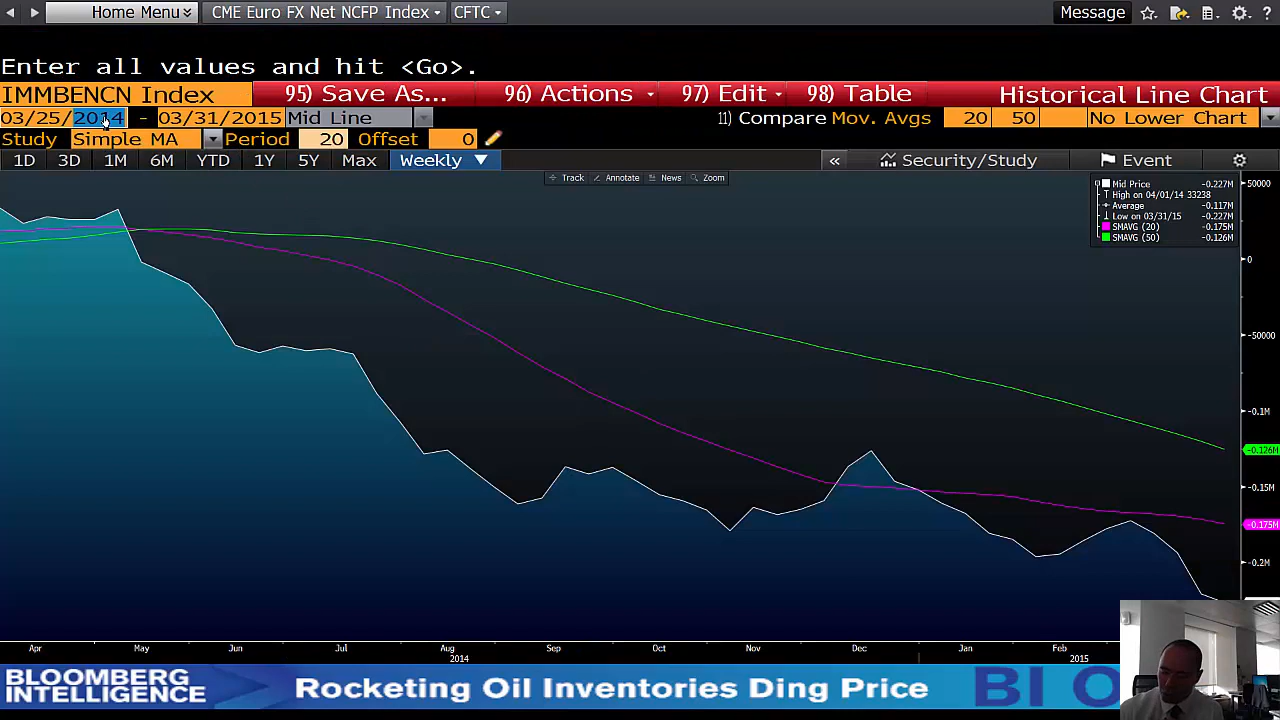 Home Menu CME Euro FX Net NCFP Index CFTC Message ?
Enter all values and hit <Go>.
IMMBENCN Index 95) Save As... 96) Actions 97) Edit 98) Table Historical Line Chart
03/25/2014 - 03/31/2015 Mid Line 11) Compare Mov. Avgs 20 50 No Lower Chart
Study Simple MA Period 20 Offset 0
1D 3D 1M 6M YTD 1Y 5Y Max Weekly ▼ « Security/Study Event
Track Annotate News Zoom
Mid Price -0.227M
High on 04/01/14 33238
Average -0.117M
Low on 03/31/15 -0.227M
SMAVG (20) -0.175M
SMAVG (50) -0.126M
50000
0
-50000
-0.1M
-0.126M
-0.15M
-0.175M
-0.2M
Apr May Jun Jul Aug Sep Oct Nov Dec Jan Feb
2014 2015
BLOOMBERG
INTELLIGENCE
Rocketing Oil Inventories Ding Price
BI